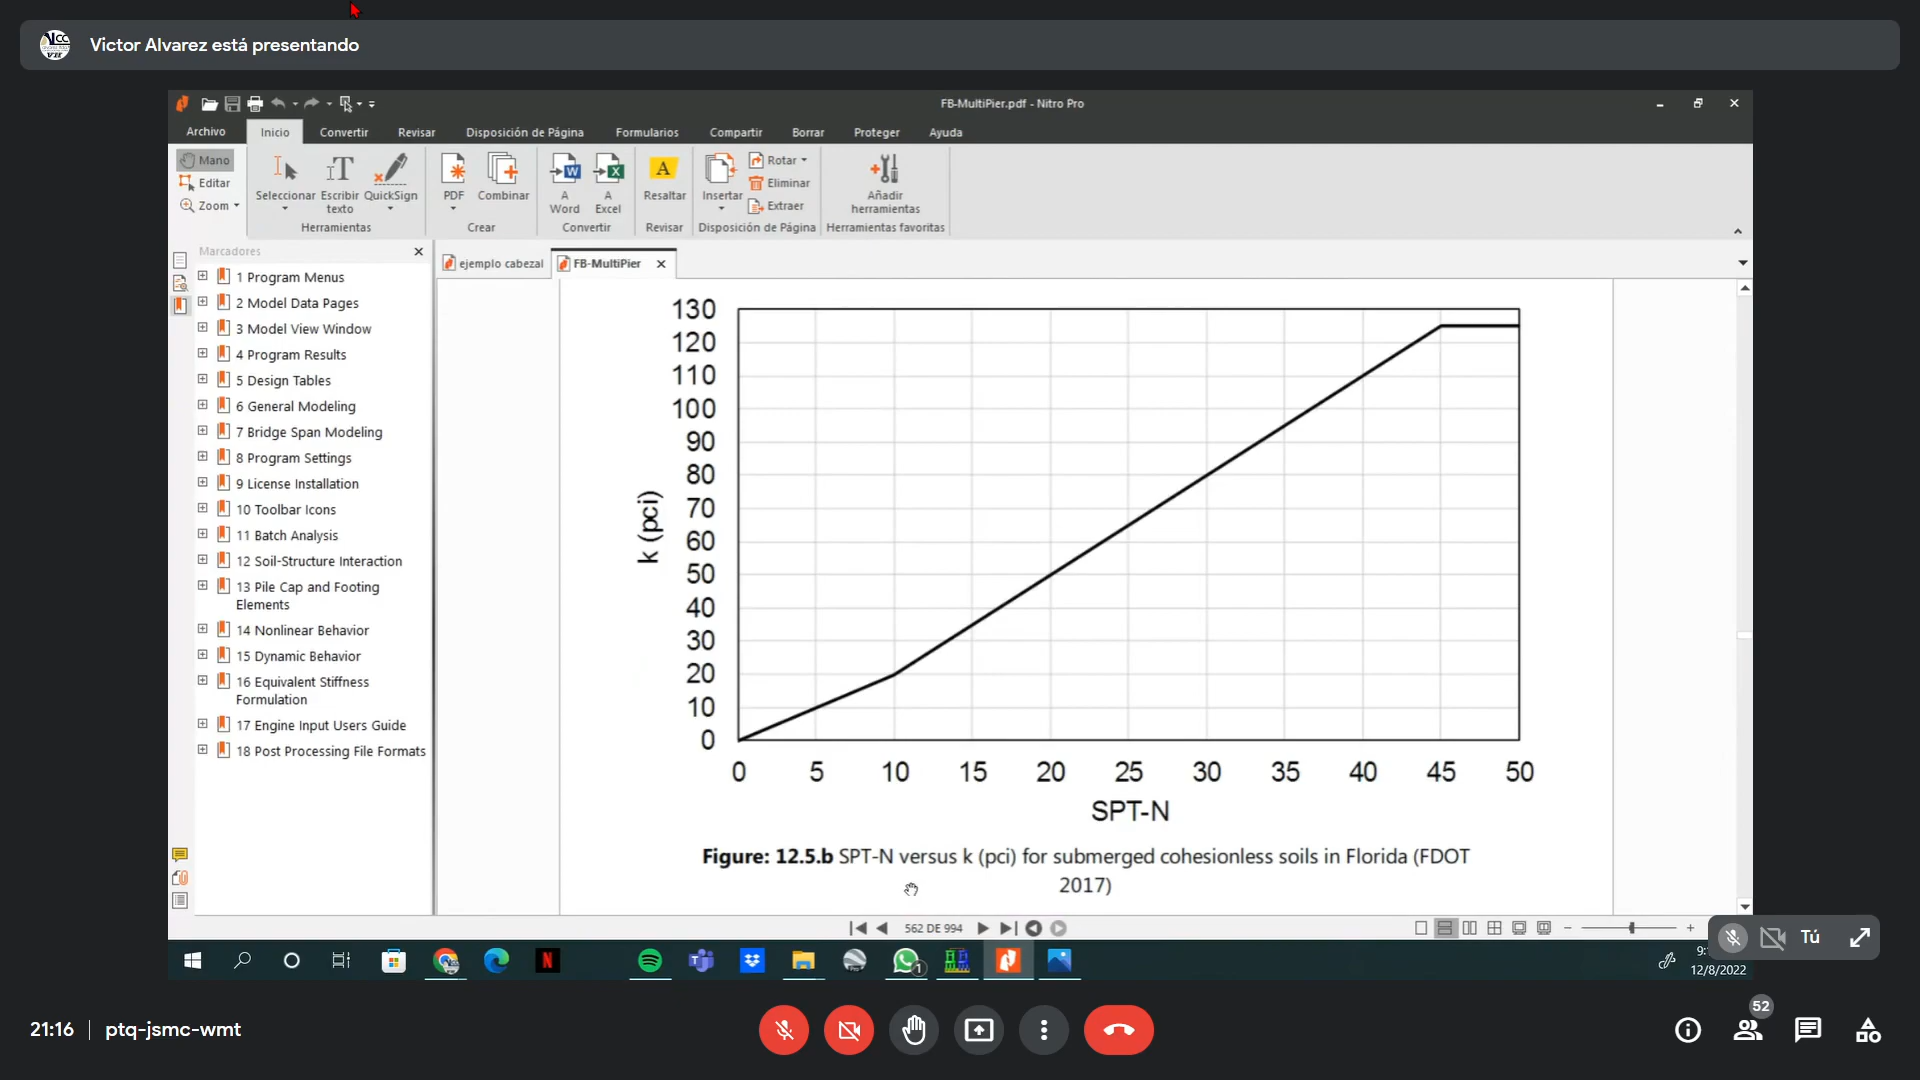 Victor Alvarez está presentando
FB-MultiPier.pdf - Nitro Pro
Archivo Inicio Convertir Revisar Disposición de Página Formularios Compartir Borrar Proteger Ayuda
Mano
Editar
Zoom
Seleccionar
Escribir texto
QuickSign
Herramientas
PDF
Combinar
Crear
A Word
A Excel
Convertir
Resaltar
Revisar
Insertar
Rotar
Eliminar
Extraer
Disposición de Página
Añadir herramientas
Herramientas favoritas
Marcadores
ejemplo cabezal
FB-MultiPier
1 Program Menus
2 Model Data Pages
3 Model View Window
4 Program Results
5 Design Tables
6 General Modeling
7 Bridge Span Modeling
8 Program Settings
9 License Installation
10 Toolbar Icons
11 Batch Analysis
12 Soil-Structure Interaction
13 Pile Cap and Footing
Elements
14 Nonlinear Behavior
15 Dynamic Behavior
16 Equivalent Stiffness
Formulation
17 Engine Input Users Guide
18 Post Processing File Formats
130
120
110
100
90
80
70
60
50
40
30
20
10
0
k (pci)
0 5 10 15 20 25 30 35 40 45 50
SPT-N
Figure: 12.5.b SPT-N versus k (pci) for submerged cohesionless soils in Florida (FDOT
2017)
562 DE 994
Tú
12/8/2022
21:16 | ptq-jsmc-wmt
52